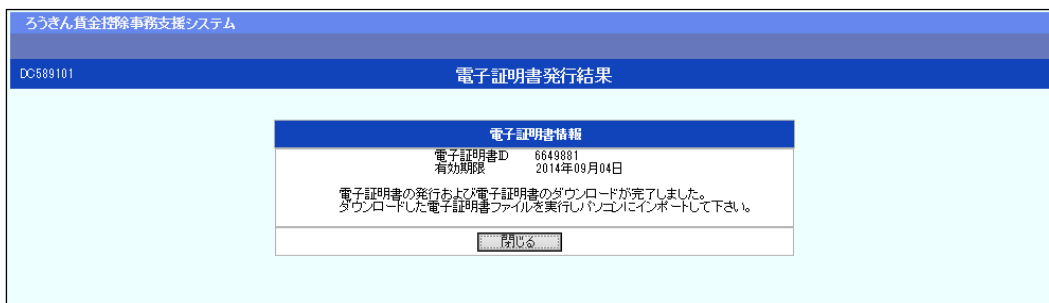 ろうきん賃金控除事務支援システム
DC589101
電子証明書発行結果
電子証明書情報
電子証明書ID 6649881
有効期限 2014年09月04日
電子証明書の発行および電子証明書のダウンロードが完了しました。
ダウンロードした電子証明書ファイルを実行しパソコンにインポートして下さい。
閉じる